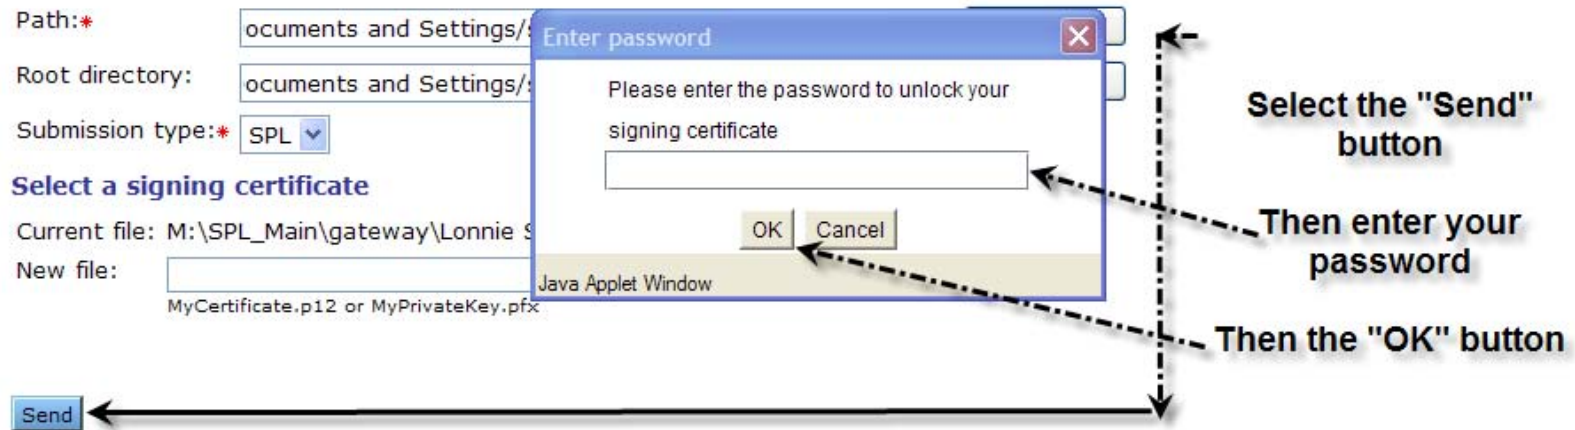 Path:*
ocuments and Settings/s
Root directory:
ocuments and Settings/s
Submission type:* SPL
Select a signing certificate
Current file: M:\SPL_Main\gateway\Lonnie S
New file:
MyCertificate.p12 or MyPrivateKey.pfx
Send
Enter password
Please enter the password to unlock your
signing certificate
OK Cancel
Java Applet Window
Select the "Send"
button
Then enter your
password
Then the "OK" button